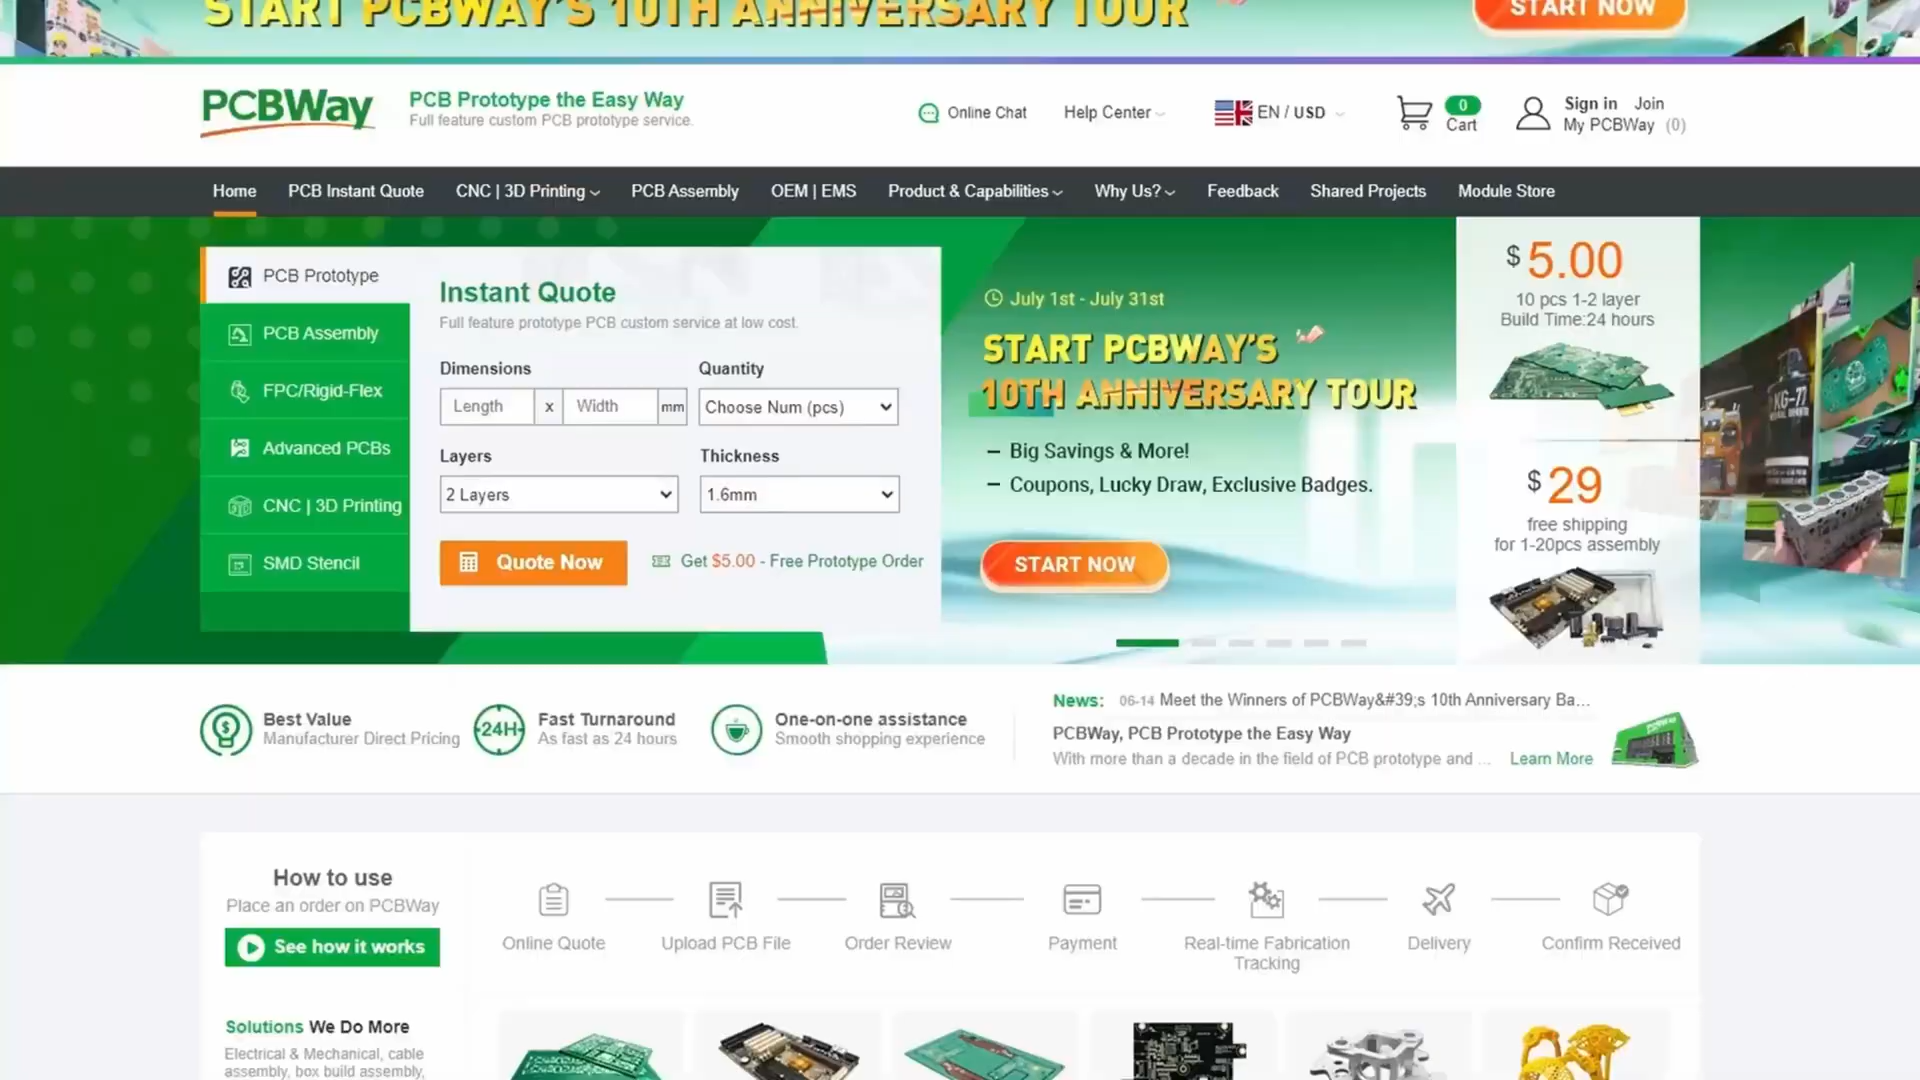 START PCBWAY'S 10TH ANNIVERSARY TOUR
START NOW
PCBWay
PCB Prototype the Easy Way
Full feature custom PCB prototype service.
Online Chat
Help Center
EN / USD
0
Cart
Sign in Join
My PCBWay (0)
Home
PCB Instant Quote
CNC | 3D Printing
PCB Assembly
OEM | EMS
Product & Capabilities
Why Us?
Feedback
Shared Projects
Module Store
PCB Prototype
PCB Assembly
FPC/Rigid-Flex
Advanced PCBs
CNC | 3D Printing
SMD Stencil
Instant Quote
Full feature prototype PCB custom service at low cost.
Dimensions
Quantity
Length x Width mm
Choose Num (pcs)
Layers
Thickness
2 Layers
1.6mm
Quote Now
Get $5.00 - Free Prototype Order
July 1st - July 31st
START PCBWAY'S
10TH ANNIVERSARY TOUR
– Big Savings & More!
– Coupons, Lucky Draw, Exclusive Badges.
START NOW
$ 5.00
10 pcs 1-2 layer
Build Time:24 hours
$ 29
free shipping
for 1-20pcs assembly
KG-77
Best Value
Manufacturer Direct Pricing
24H
Fast Turnaround
As fast as 24 hours
One-on-one assistance
Smooth shopping experience
News: 06-14 Meet the Winners of PCBWay&#39;s 10th Anniversary Ba...
PCBWay, PCB Prototype the Easy Way
With more than a decade in the field of PCB prototype and ... Learn More
How to use
Place an order on PCBWay
See how it works
Online Quote
Upload PCB File
Order Review
Payment
Real-time Fabrication
Tracking
Delivery
Confirm Received
Solutions We Do More
Electrical & Mechanical, cable
assembly, box build assembly,